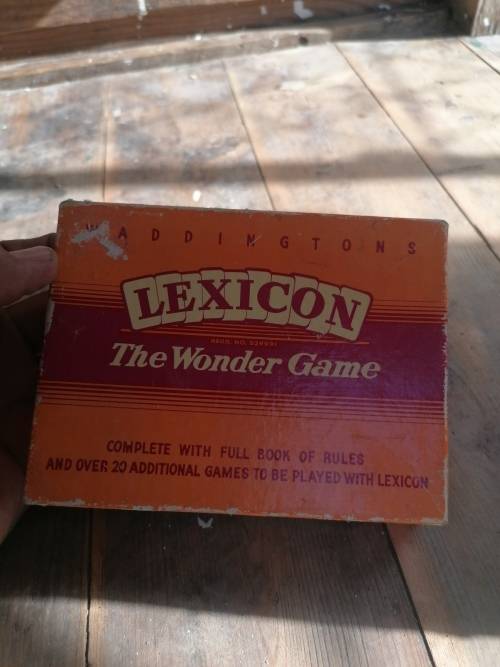 WADDINGTONS
LEXICON
The Wonder Game
COMPLETE WITH FULL BOOK OF RULES
AND OVER 20 ADDITIONAL GAMES TO BE PLAYED WITH LEXICON